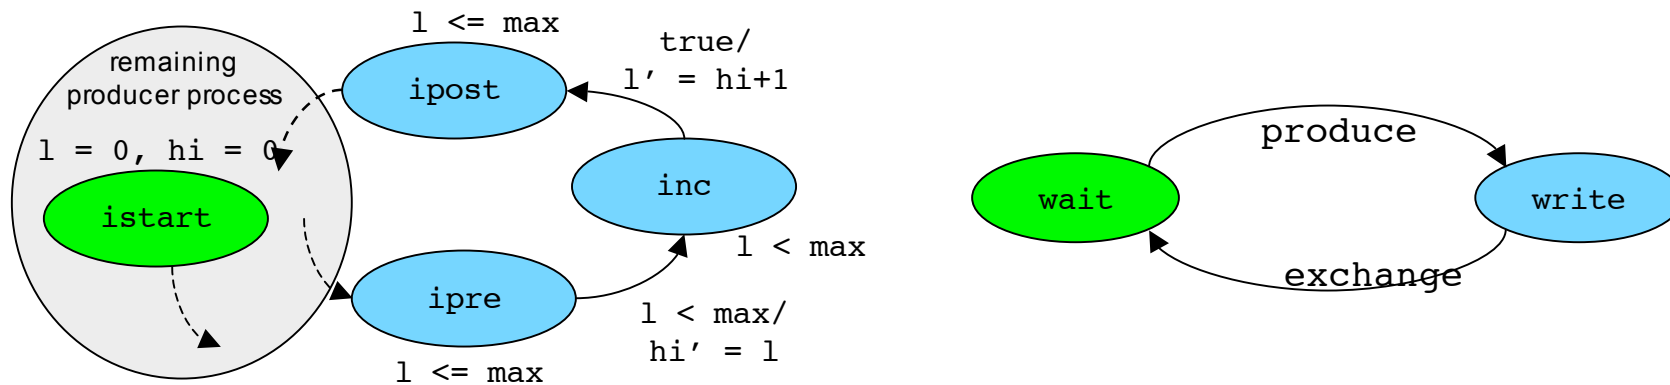 l <= max
remaining
producer process
l = 0, hi = 0
istart
ipost
true/
l' = hi+1
inc
l < max
ipre
l < max/
hi' = l
l <= max
produce
wait
write
exchange